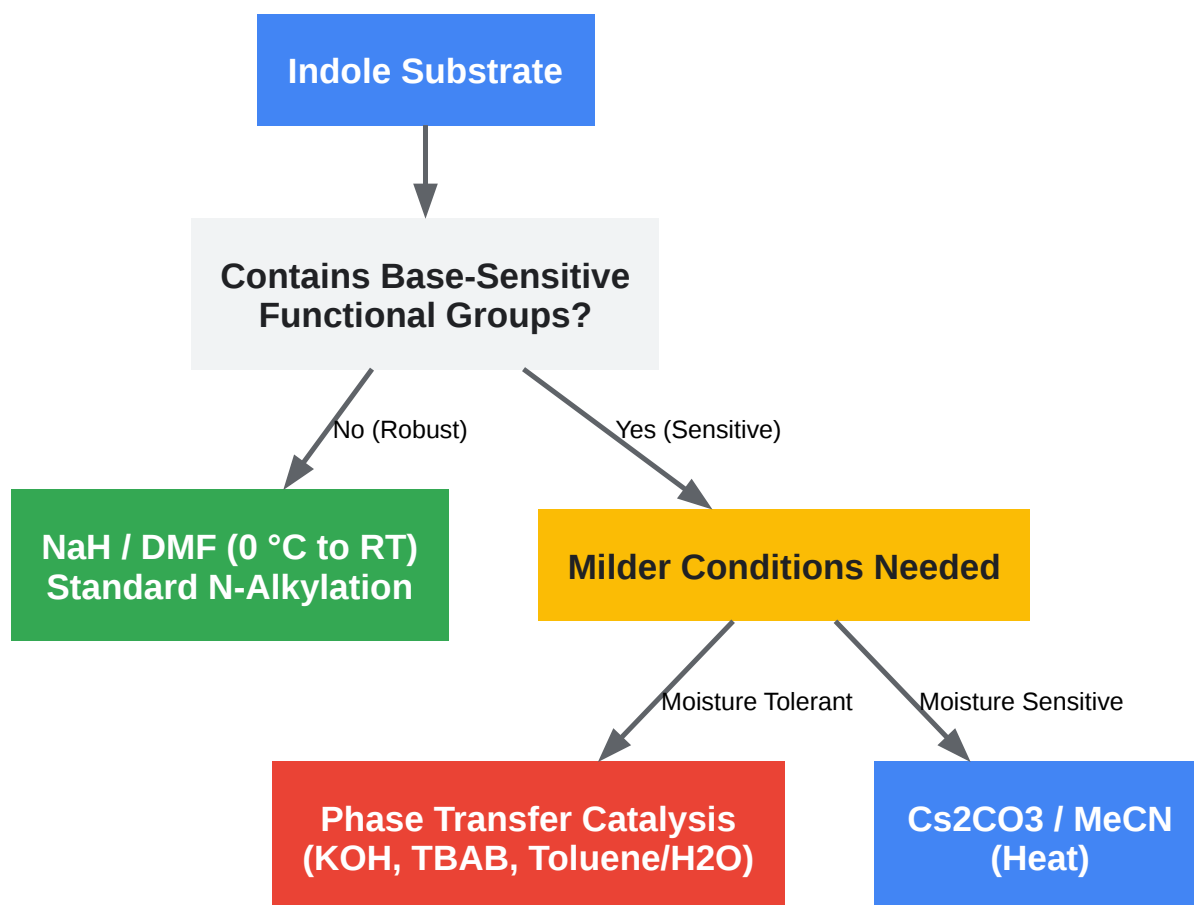 Indole Substrate
Contains Base-Sensitive
Functional Groups?
No (Robust)
Yes (Sensitive)
NaH / DMF (0 °C to RT)
Standard N-Alkylation
Milder Conditions Needed
Moisture Tolerant
Moisture Sensitive
Phase Transfer Catalysis
(KOH, TBAB, Toluene/H2O)
Cs2CO3 / MeCN
(Heat)